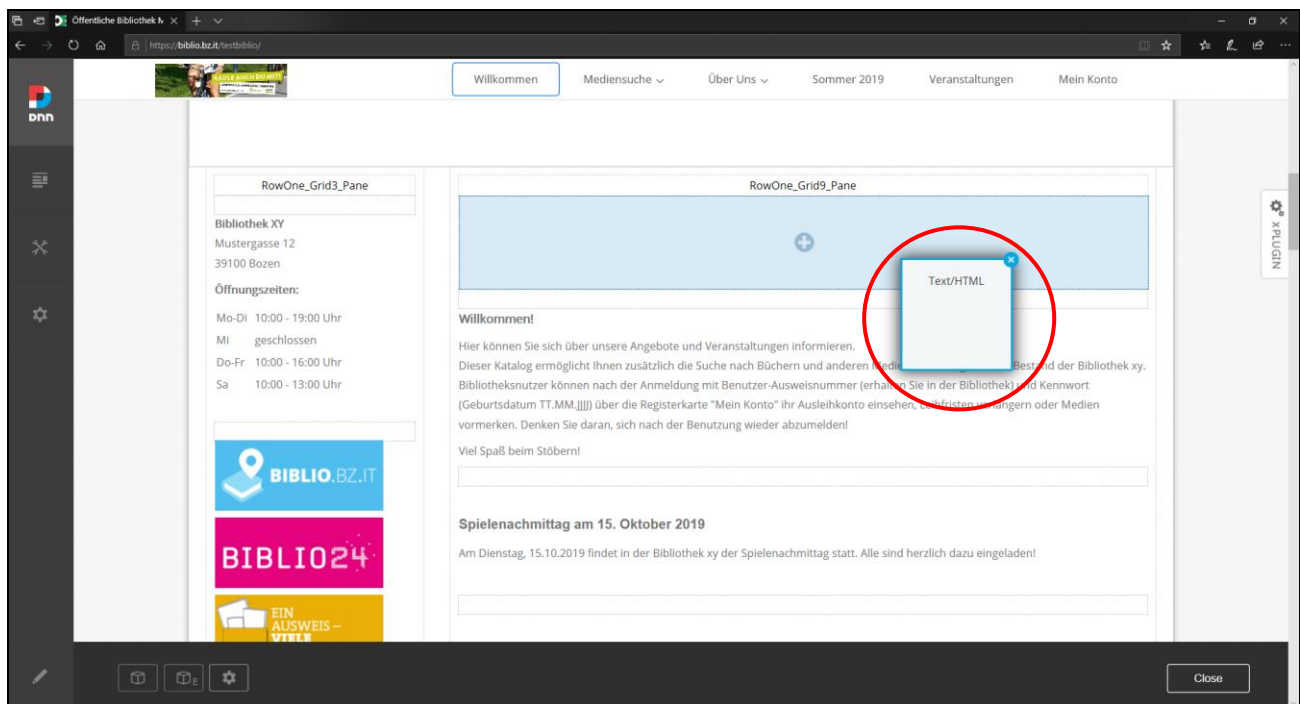 Öffentliche Bibliothek
https://biblio.bz.it/testbiblio/
DNN
Willkommen
Mediensuche
Über Uns
Sommer 2019
Veranstaltungen
Mein Konto
RowOne_Grid3_Pane
Bibliothek XY
Mustergasse 12
39100 Bozen
Öffnungszeiten:
Mo-Di 10:00 - 19:00 Uhr
Mi geschlossen
Do-Fr 10:00 - 16:00 Uhr
Sa 10:00 - 13:00 Uhr
BIBLIO.BZ.IT
BIBLIO24
EIN
AUSWEIS –
VIELE
RowOne_Grid9_Pane
Text/HTML
Willkommen!
Hier können Sie sich über unsere Angebote und Veranstaltungen informieren.
Dieser Katalog ermöglicht Ihnen zusätzlich die Suche nach Büchern und anderen Bestand der Bibliothek xy.
Bibliotheksnutzer können nach der Anmeldung mit Benutzer-Ausweisnummer (erhalten Sie in der Bibliothek) und Kennwort
(Geburtsdatum TT.MM.JJJJ) über die Registerkarte "Mein Konto" ihr Ausleihkonto einsehen, Leihfristen verlängern oder Medien
vormerken. Denken Sie daran, sich nach der Benutzung wieder abzumelden!
Viel Spaß beim Stöbern!
Spielenachmittag am 15. Oktober 2019
Am Dienstag, 15.10.2019 findet in der Bibliothek xy der Spielenachmittag statt. Alle sind herzlich dazu eingeladen!
XPLUGIN
E
Close